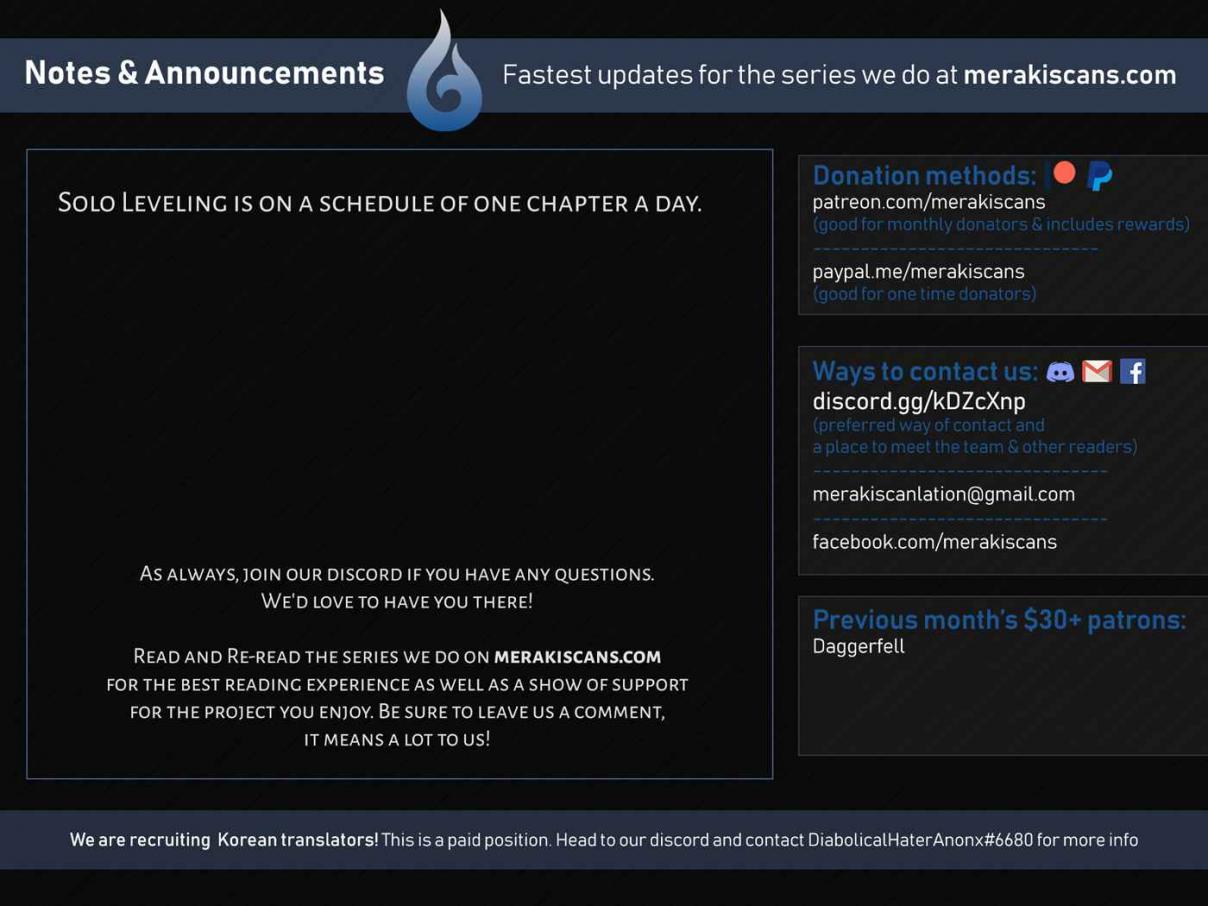 Notes & Announcements
Fastest updates for the series we do at merakiscans.com
Solo Leveling is on a schedule of one chapter a day.
As always, join our discord if you have any questions.
We'd love to have you there!
Read and Re-read the series we do on merakiscans.com
for the best reading experience as well as a show of support
for the project you enjoy. Be sure to leave us a comment,
it means a lot to us!
Donation methods:
patreon.com/merakiscans
(good for monthly donators & includes rewards)
------------------------------
paypal.me/merakiscans
(good for one time donators)
Ways to contact us:
discord.gg/kDZcXnp
(preferred way of contact and
a place to meet the team & other readers)
-------------------------------
merakiscanlation@gmail.com
-------------------------------
facebook.com/merakiscans
Previous month's $30+ patrons:
Daggerfell
We are recruiting Korean translators! This is a paid position. Head to our discord and contact DiabolicalHaterAnonx#6680 for more info